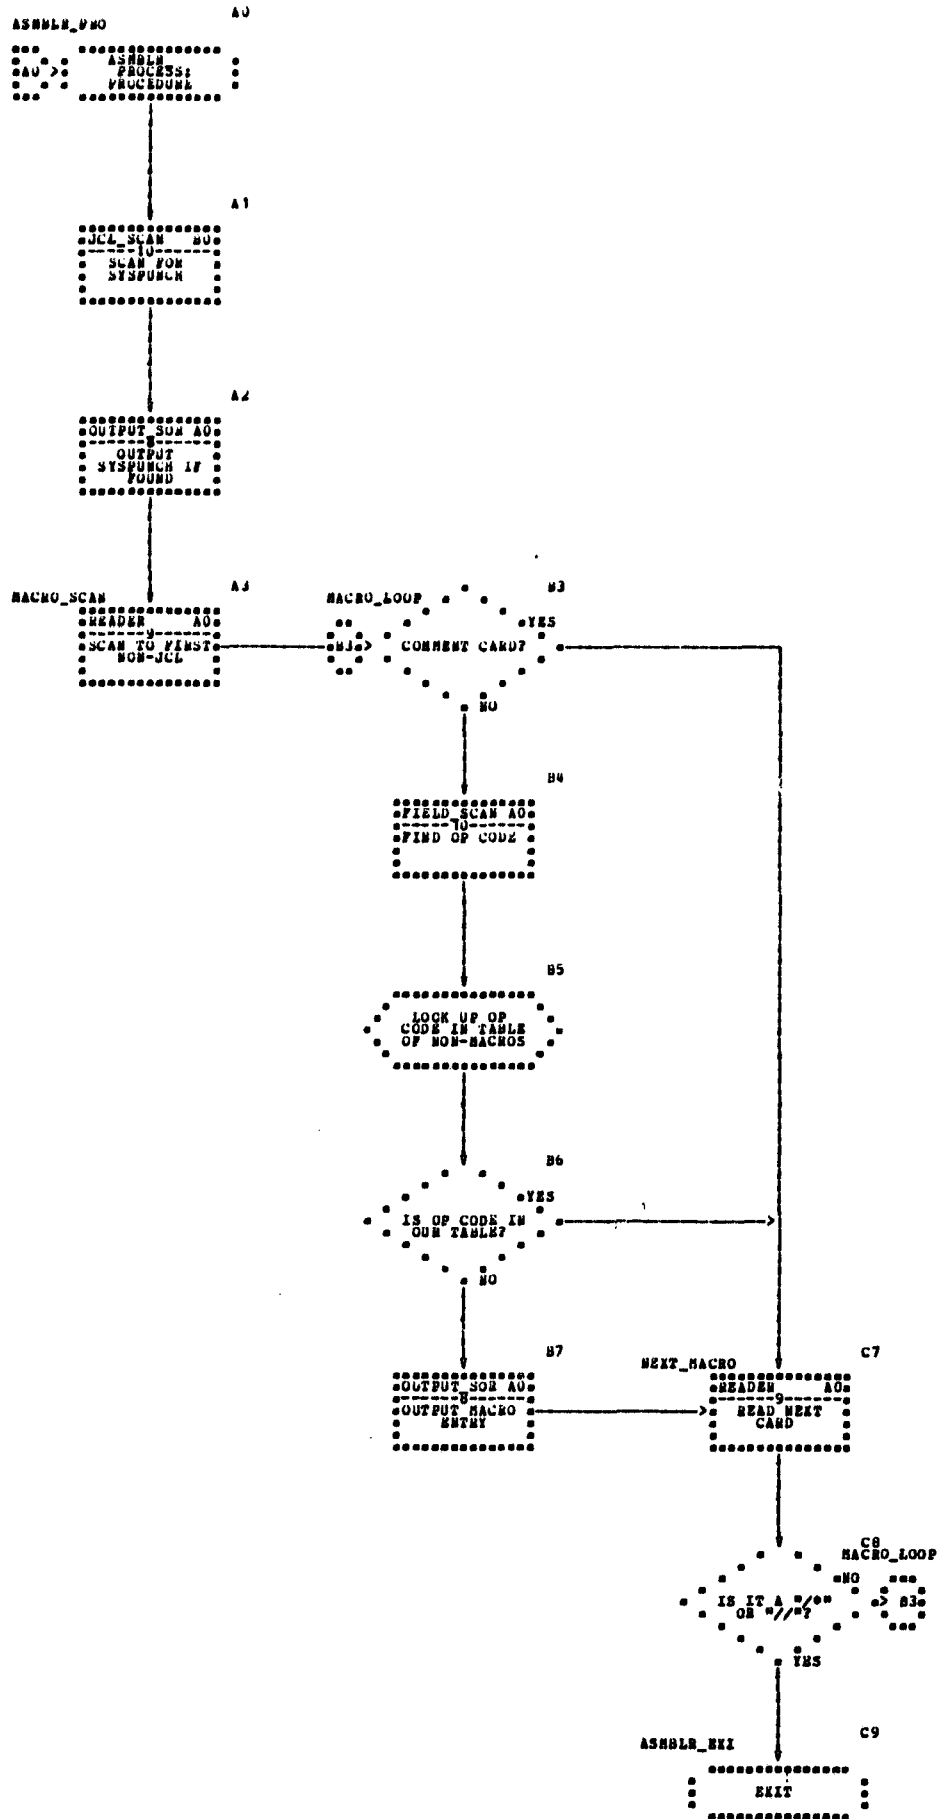 A0
ASMBLR_PRO
A0 >
ASMBLR
PROCESS:
PROCEDURE
A1
JCL_SCAN B0
10
SCAN FOR
SYSPUNCH
A2
OUTPUT_SOR A0
8
OUTPUT
SYSPUNCH IF
FOUND
A3
MACRO_SCAN
READER A0
9
SCAN TO FIRST
NON-JCL
B3
MACRO_LOOP
B3 >
YES
COMMENT CARD?
NO
B4
FIELD_SCAN A0
10
FIND OP CODE
B5
LOOK UP OP
CODE IN TABLE
OF NON-MACROS
B6
YES
IS OP CODE IN
OUR TABLE?
NO
B7
OUTPUT_SOR A0
8
OUTPUT MACRO
ENTRY
C7
NEXT_MACRO
READER A0
9
READ NEXT
CARD
C8
MACRO_LOOP
NO
IS IT A "/*"
OR "//"?
> B3
YES
C9
ASMBLR_EXI
EXIT